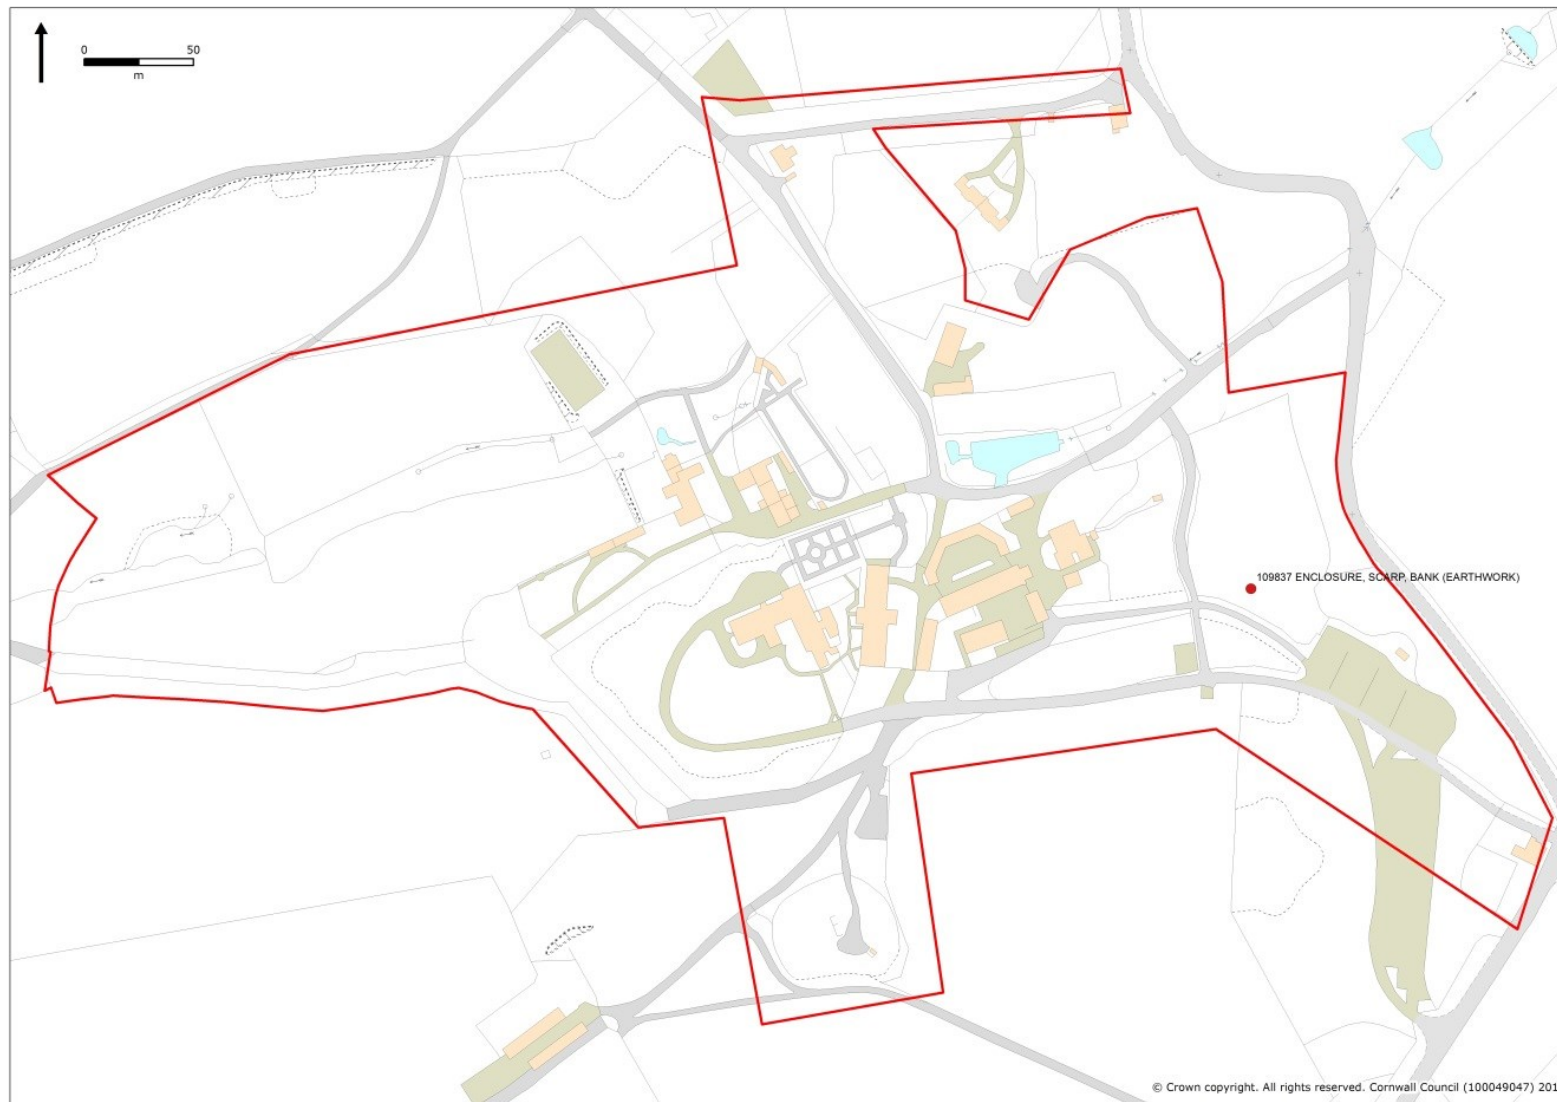 0 50
m
109837 ENCLOSURE, SCARP, BANK (EARTHWORK)
© Crown copyright. All rights reserved. Cornwall Council (100049047) 201